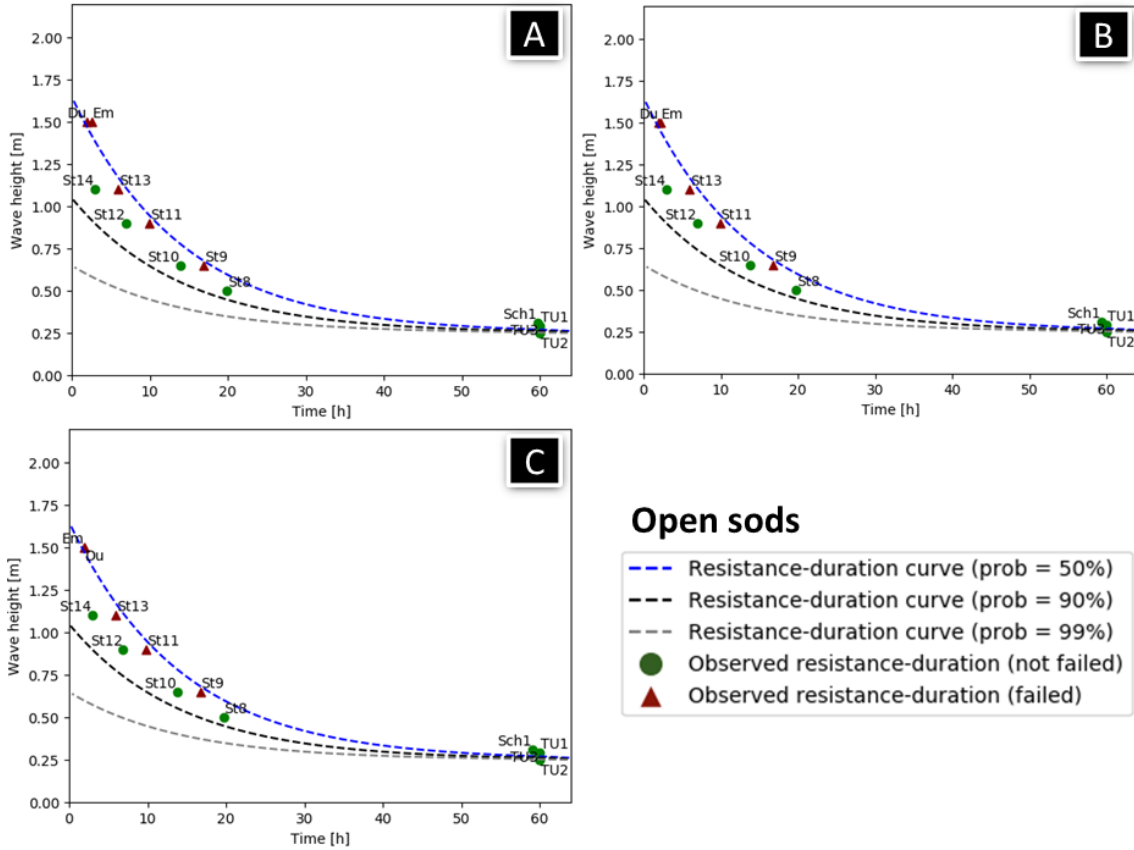 A
2.00
1.75
1.50
1.25
1.00
0.75
0.50
0.25
0.00
Wave height [m]
Du Em
St14 St13
St12 St11
St10 St9
St8
Sch1 TU1
TU3
TU2
0 10 20 30 40 50 60
Time [h]
B
2.00
1.75
1.50
1.25
1.00
0.75
0.50
0.25
0.00
Wave height [m]
Du Em
St14 St13
St12 St11
St10 St9
St8
Sch1 TU1
TU3
TU2
0 10 20 30 40 50 60
Time [h]
C
2.00
1.75
1.50
1.25
1.00
0.75
0.50
0.25
0.00
Wave height [m]
Em
Du
St14 St13
St12 St11
St10 St9
St8
Sch1 TU1
TU3
TU2
0 10 20 30 40 50 60
Time [h]
Open sods
Resistance-duration curve (prob = 50%)
Resistance-duration curve (prob = 90%)
Resistance-duration curve (prob = 99%)
Observed resistance-duration (not failed)
Observed resistance-duration (failed)